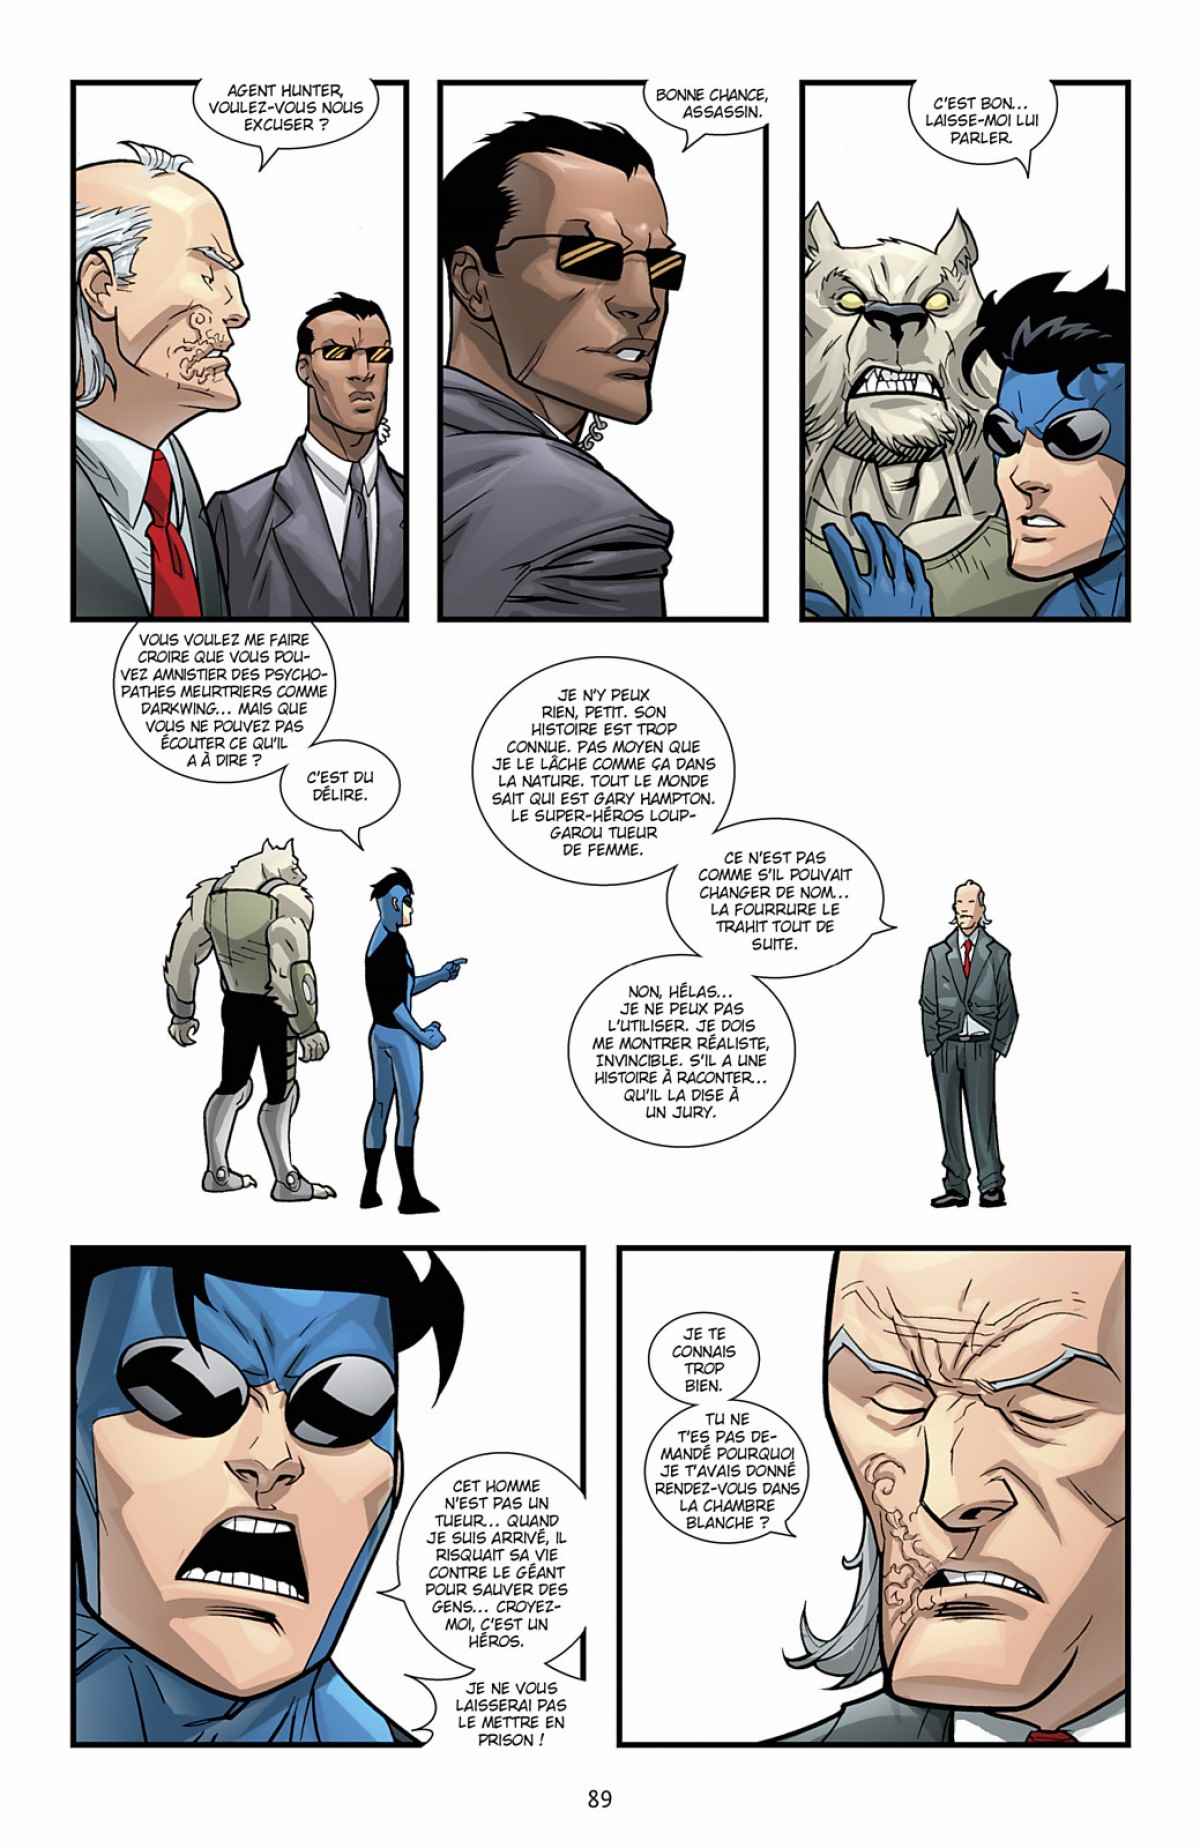 AGENT HUNTER,
VOULEZ-VOUS NOUS
EXCUSER ?
BONNE CHANCE,
ASSASSIN.
C'EST BON...
LAISSE-MOI LUI
PARLER.
VOUS VOULEZ ME FAIRE
CROIRE QUE VOUS POU-
VEZ AMNISTIER DES PSYCHO-
PATHES MEURTRIERS COMME
DARKWING... MAIS QUE
VOUS NE POUVEZ PAS
ÉCOUTER CE QU'IL
A À DIRE ?
C'EST DU
DÉLIRE.
JE N'Y PEUX
RIEN, PETIT. SON
HISTOIRE EST TROP
CONNUE. PAS MOYEN QUE
JE LE LÂCHE COMME ÇA DANS
LA NATURE. TOUT LE MONDE
SAIT QUI EST GARY HAMPTON.
LE SUPER-HÉROS LOUP-
GAROU TUEUR
DE FEMME.
CE N'EST PAS
COMME S'IL POUVAIT
CHANGER DE NOM...
LA FOURRURE LE
TRAHIT TOUT DE
SUITE.
NON, HÉLAS...
JE NE PEUX PAS
L'UTILISER. JE DOIS
ME MONTRER RÉALISTE,
INVINCIBLE. S'IL A UNE
HISTOIRE À RACONTER...
QU'IL LA DISE À
UN JURY.
CET HOMME
N'EST PAS UN
TUEUR... QUAND
JE SUIS ARRIVÉ, IL
RISQUAIT SA VIE
CONTRE LE GÉANT
POUR SAUVER DES
GENS... CROYEZ-
MOI, C'EST UN
HÉROS.
JE NE VOUS
LAISSERAI PAS
LE METTRE EN
PRISON !
JE TE
CONNAIS
TROP
BIEN.
TU NE
T'ES PAS DE-
MANDÉ POURQUOI
JE T'AVAIS DONNÉ
RENDEZ-VOUS DANS
LA CHAMBRE
BLANCHE ?
89